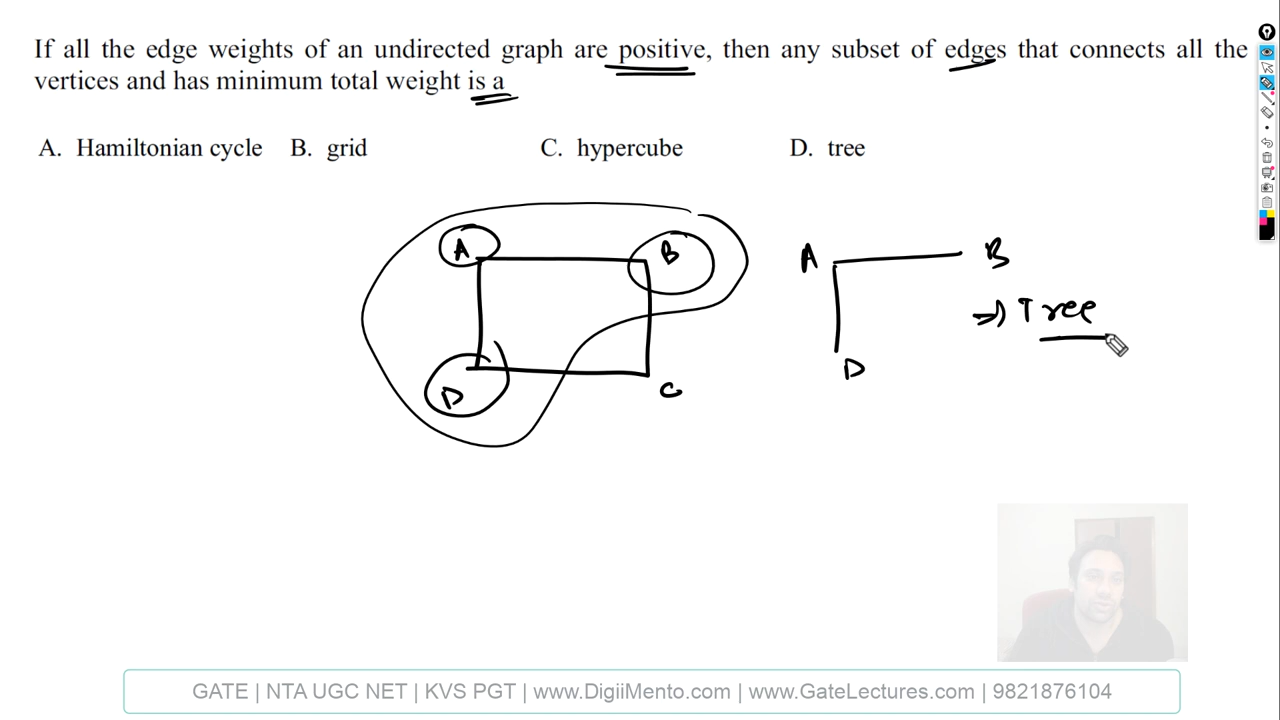 If all the edge weights of an undirected graph are positive, then any subset of edges that connects all the
vertices and has minimum total weight is a
A. Hamiltonian cycle B. grid C. hypercube D. tree
A B A B
⇒ Tree
D C D
GATE | NTA UGC NET | KVS PGT | www.DigiiMento.com | www.GateLectures.com | 9821876104